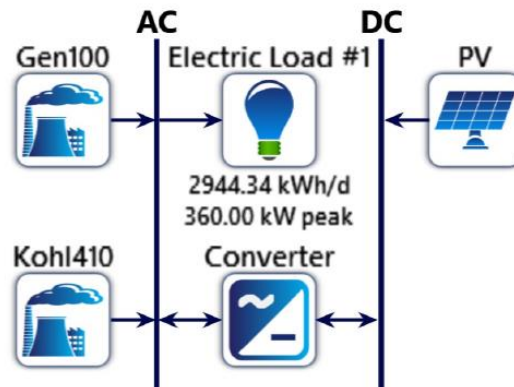 AC DC
Gen100 Electric Load #1 PV
2944.34 kWh/d
360.00 kW peak
Kohl410 Converter